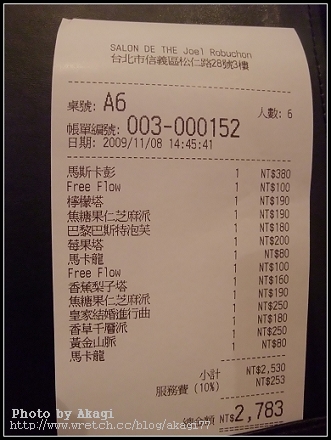 SALON DE THE Joel Robuchon
台北市信義區松仁路28號3樓
桌號: A6 人數: 6
帳單編號: 003-000152
日期: 2009/11/08 14:45:41
馬斯卡彭 1 NT$380
Free Flow 1 NT$100
檸檬塔 1 NT$190
焦糖果仁芝麻派 1 NT$190
巴黎巴斯特泡芙 1 NT$180
莓果塔 1 NT$200
馬卡龍 1 NT$80
Free Flow 1 NT$100
香蕉梨子塔 1 NT$160
焦糖果仁芝麻派 1 NT$190
皇家結婚進行曲 1 NT$250
香草千層派 1 NT$180
黃金山脈 1 NT$250
馬卡龍 1 NT$80
小計 NT$2,530
服務費 (10%) NT$253
總金額 NT$2,783
Photo by Akagi
http://www.wretch.cc/blog/akagi77